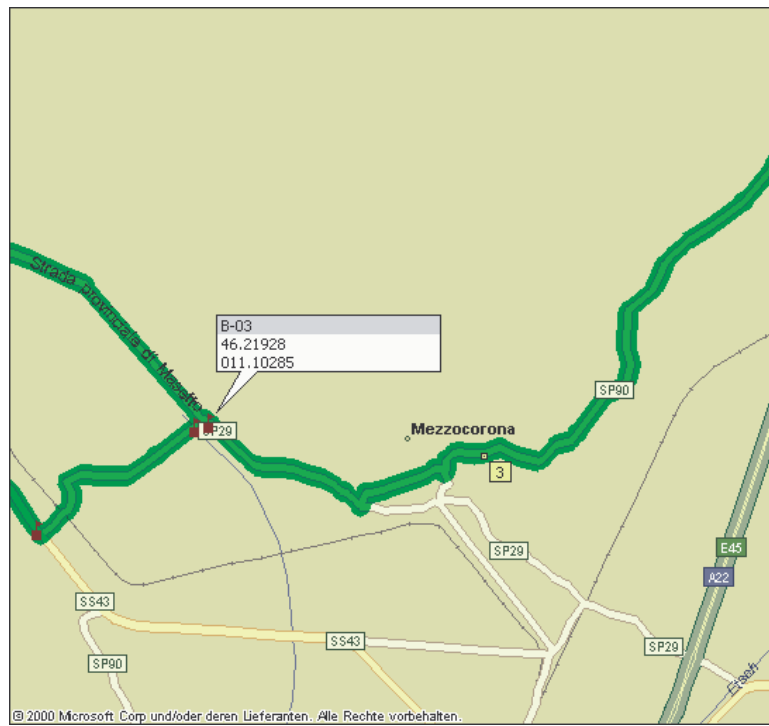 Strada provinciale di Maseffo
B-03
46.21928
011.10285
SP29
Mezzocorona
SP90
3
SP29
E45
A22
SS43
SS43
SP29
SP90
Etsch
© 2000 Microsoft Corp und/oder deren Lieferanten. Alle Rechte vorbehalten.